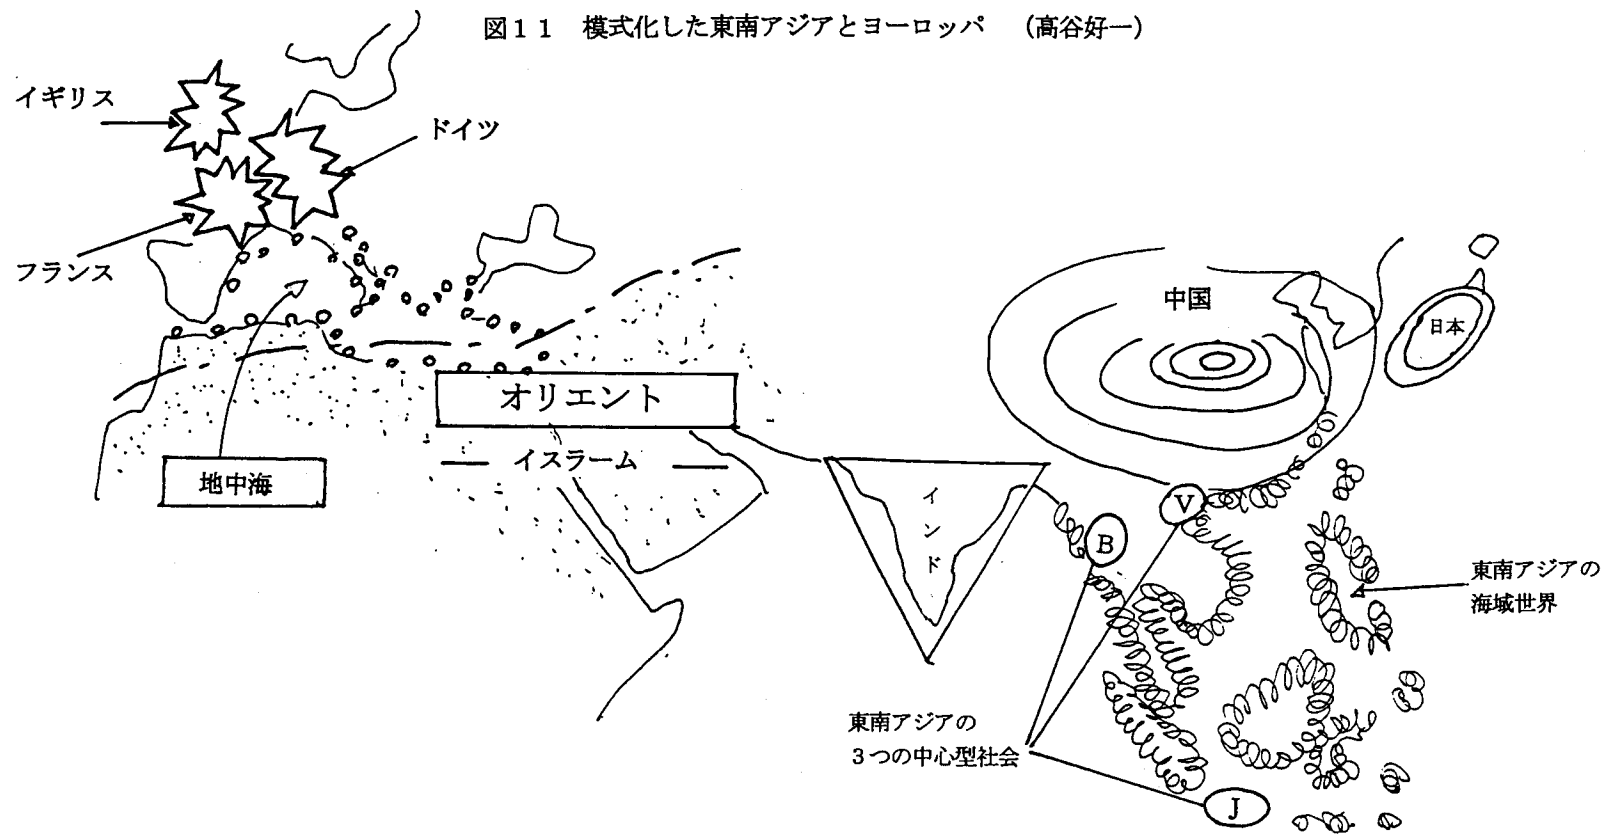 図１１　模式化した東南アジアとヨーロッパ　（高谷好一）
イギリス
ドイツ
フランス
中国
日本
オリエント
イスラーム
地中海
インド
V
B
東南アジアの
海域世界
東南アジアの
３つの中心型社会
J